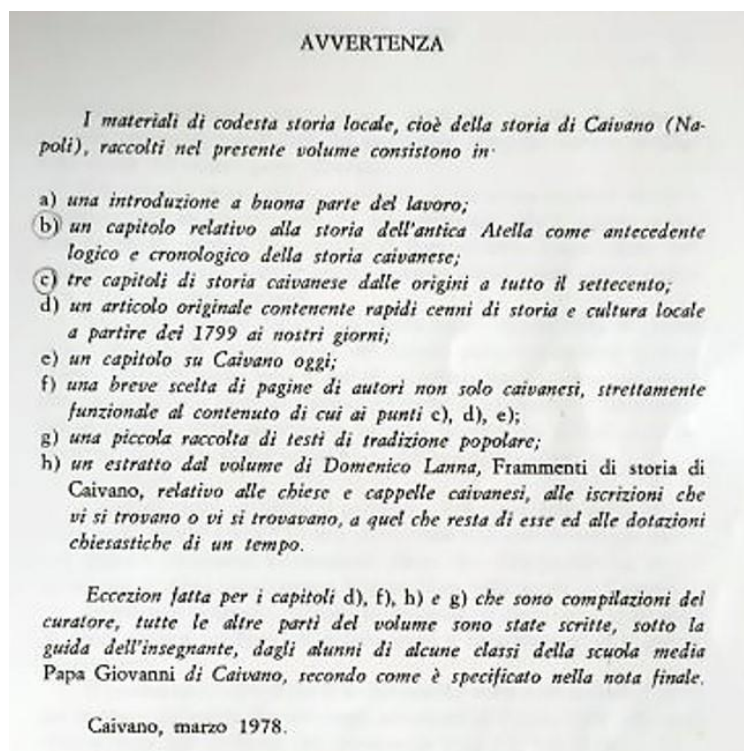 AVVERTENZA
I materiali di codesta storia locale, cioè della storia di Caivano (Na-
poli), raccolti nel presente volume consistono in·
a) una introduzione a buona parte del lavoro;
b) un capitolo relativo alla storia dell'antica Atella come antecedente
logico e cronologico della storia caivanese;
c) tre capitoli di storia caivanese dalle origini a tutto il settecento;
d) un articolo originale contenente rapidi cenni di storia e cultura locale
a partire dei 1799 ai nostri giorni;
e) un capitolo su Caivano oggi;
f) una breve scelta di pagine di autori non solo caivanesi, strettamente
funzionale al contenuto di cui ai punti c), d), e);
g) una piccola raccolta di testi di tradizione popolare;
h) un estratto dal volume di Domenico Lanna, Frammenti di storia di
Caivano, relativo alle chiese e cappelle caivanesi, alle iscrizioni che
vi si trovano o vi si trovavano, a quel che resta di esse ed alle dotazioni
chiesastiche di un tempo.
Eccezion fatta per i capitoli d), f), h) e g) che sono compilazioni del
curatore, tutte le altre parti del volume sono state scritte, sotto la
guida dell'insegnante, dagli alunni di alcune classi della scuola media
Papa Giovanni di Caivano, secondo come è specificato nella nota finale.
Caivano, marzo 1978.